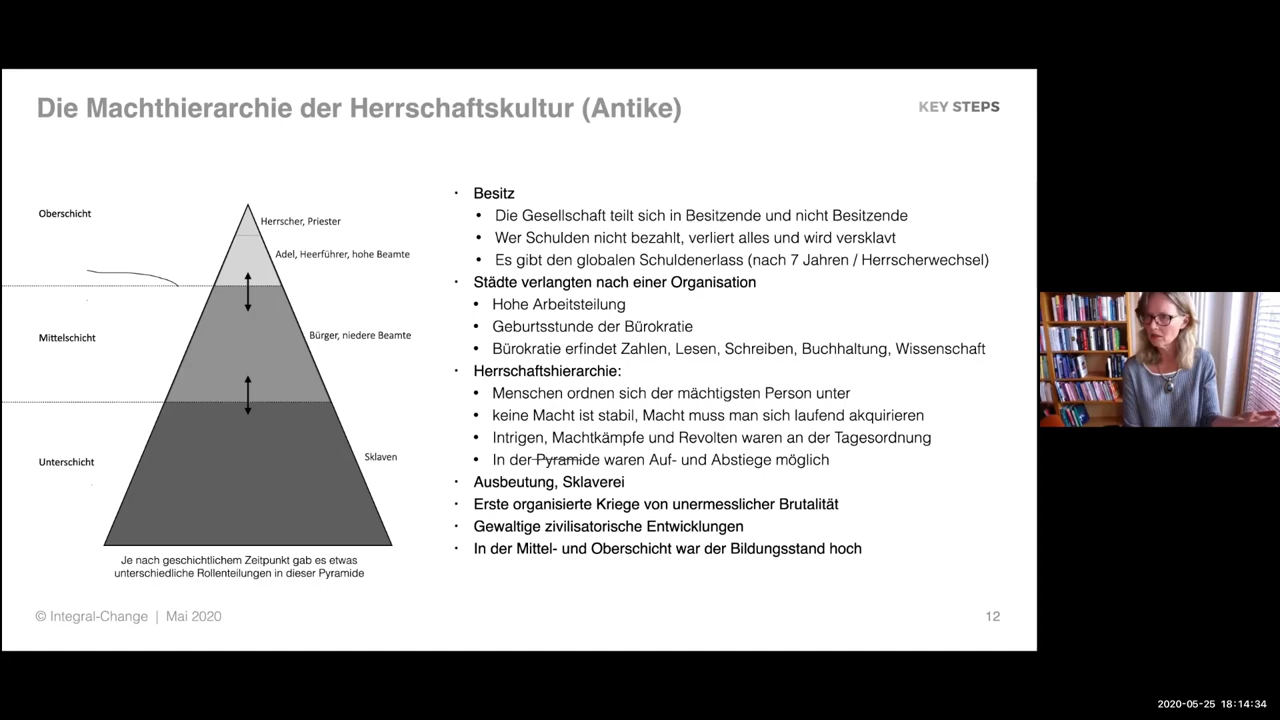 Die Machthierarchie der Herrschaftskultur (Antike)
KEY STEPS
Oberschicht
Herrscher, Priester
Adel, Heerführer, hohe Beamte
Mittelschicht
Bürger, niedere Beamte
Unterschicht
Sklaven
Je nach geschichtlichem Zeitpunkt gab es etwas
unterschiedliche Rollenteilungen in dieser Pyramide
· Besitz
• Die Gesellschaft teilt sich in Besitzende und nicht Besitzende
• Wer Schulden nicht bezahlt, verliert alles und wird versklavt
• Es gibt den globalen Schuldenerlass (nach 7 Jahren / Herrscherwechsel)
· Städte verlangten nach einer Organisation
• Hohe Arbeitsteilung
• Geburtsstunde der Bürokratie
• Bürokratie erfindet Zahlen, Lesen, Schreiben, Buchhaltung, Wissenschaft
· Herrschaftshierarchie:
• Menschen ordnen sich der mächtigsten Person unter
• keine Macht ist stabil, Macht muss man sich laufend akquirieren
• Intrigen, Machtkämpfe und Revolten waren an der Tagesordnung
• In der Pyramide waren Auf- und Abstiege möglich
· Ausbeutung, Sklaverei
· Erste organisierte Kriege von unermesslicher Brutalität
· Gewaltige zivilisatorische Entwicklungen
· In der Mittel- und Oberschicht war der Bildungsstand hoch
© Integral-Change | Mai 2020
12
2020-05-25 18:14:34